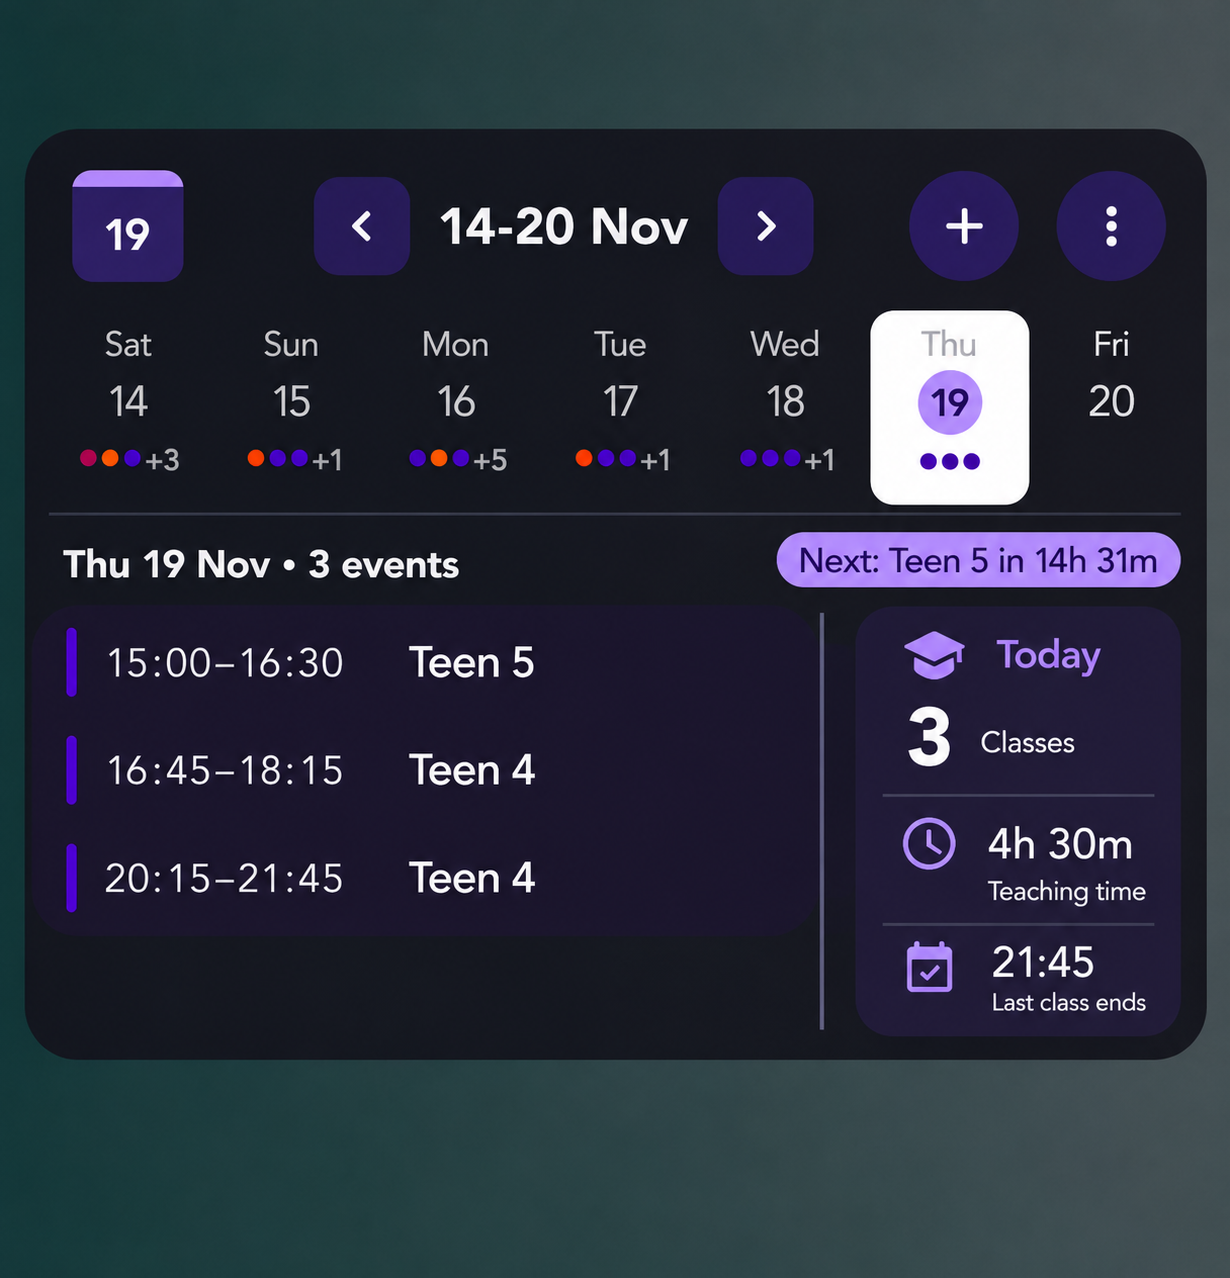 19
14-20 Nov
Sat Sun Mon Tue Wed Thu Fri
14 15 16 17 18 19 20
+3 +1 +5 +1 +1
Thu 19 Nov • 3 events
Next: Teen 5 in 14h 31m
15:00–16:30 Teen 5
16:45–18:15 Teen 4
20:15–21:45 Teen 4
Today
3 Classes
4h 30m
Teaching time
21:45
Last class ends